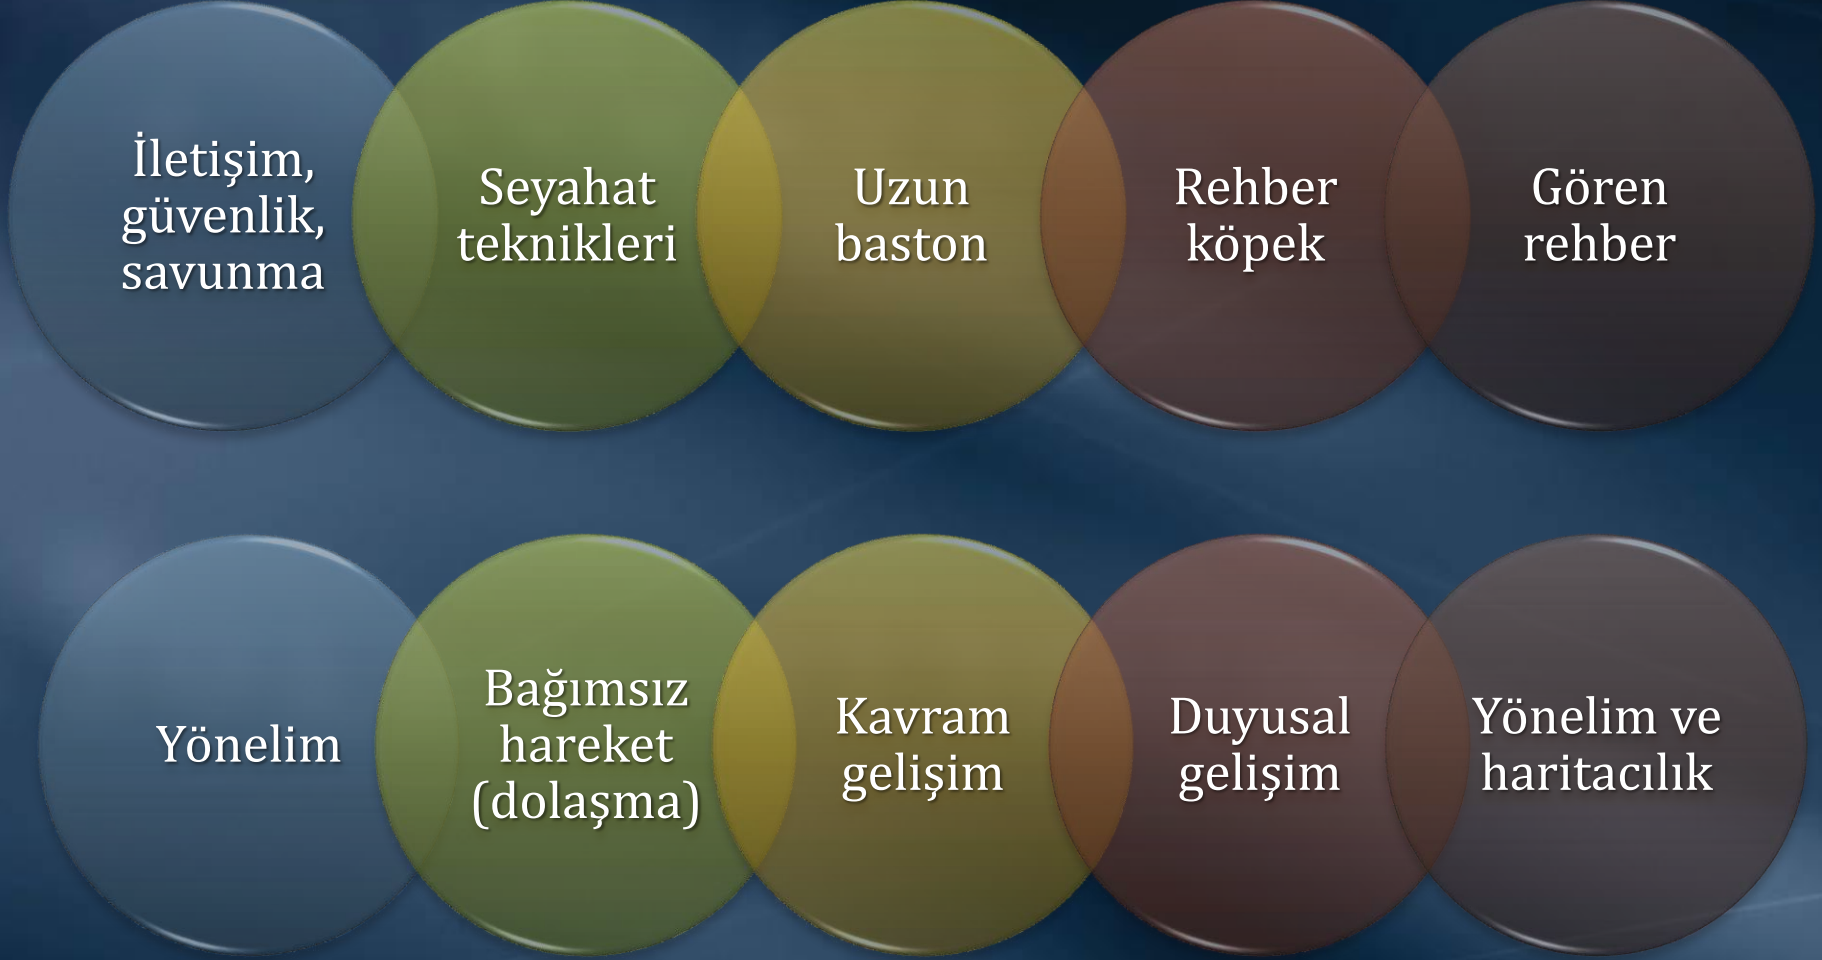 İletişim,
güvenlik,
savunma
Seyahat
teknikleri
Uzun
baston
Rehber
köpek
Gören
rehber
Yönelim
Bağımsız
hareket
(dolaşma)
Kavram
gelişim
Duyusal
gelişim
Yönelim ve
haritacılık